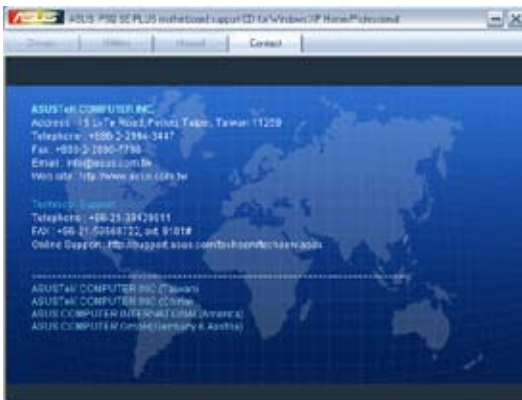 ASUS P5Q SE PLUS motherboard support CD for Windows XP Home/Professional
Drivers Utilities Manual Contact
ASUSTeK COMPUTER INC.
Address : 15 Li-Te Road, Peitou, Taipei, Taiwan 11259
Telephone : +886-2-2894-3447
Fax : +886-2-2890-7798
Email : info@asus.com.tw
Web site : http://www.asus.com.tw
Technical Support
Telephone : +86-21-38429911
FAX : +86-21-58668722, ext. 9101#
Online Support : http://support.asus.com/techserv/techserv.aspx
ASUSTeK COMPUTER INC.(Taiwan)
ASUSTeK COMPUTER INC.(China)
ASUS COMPUTER INTERNATIONAL(America)
ASUS COMPUTER GmbH(Germany & Austria)